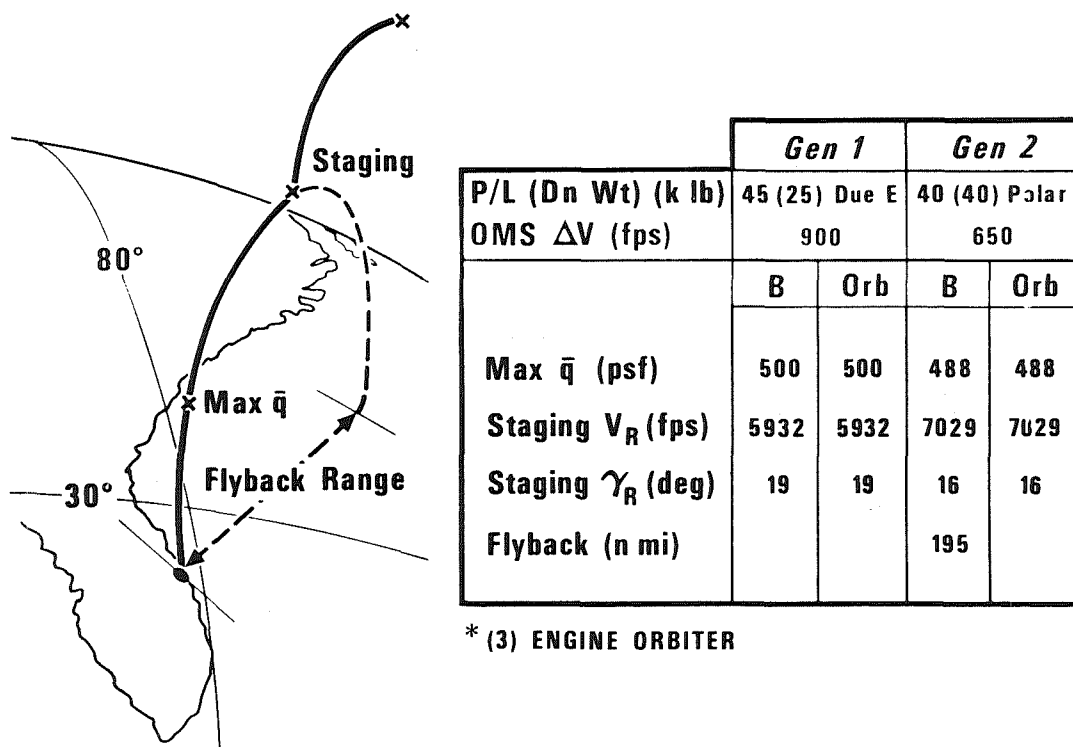 Staging
80°
Max q̄
Flyback Range
30°
Gen 1 Gen 2
P/L (Dn Wt) (k lb) 45 (25) Due E 40 (40) Polar
OMS ΔV (fps) 900 650
B Orb B Orb
Max q̄ (psf) 500 500 488 488
Staging V_R (fps) 5932 5932 7029 7029
Staging γ_R (deg) 19 19 16 16
Flyback (n mi) 195
* (3) ENGINE ORBITER